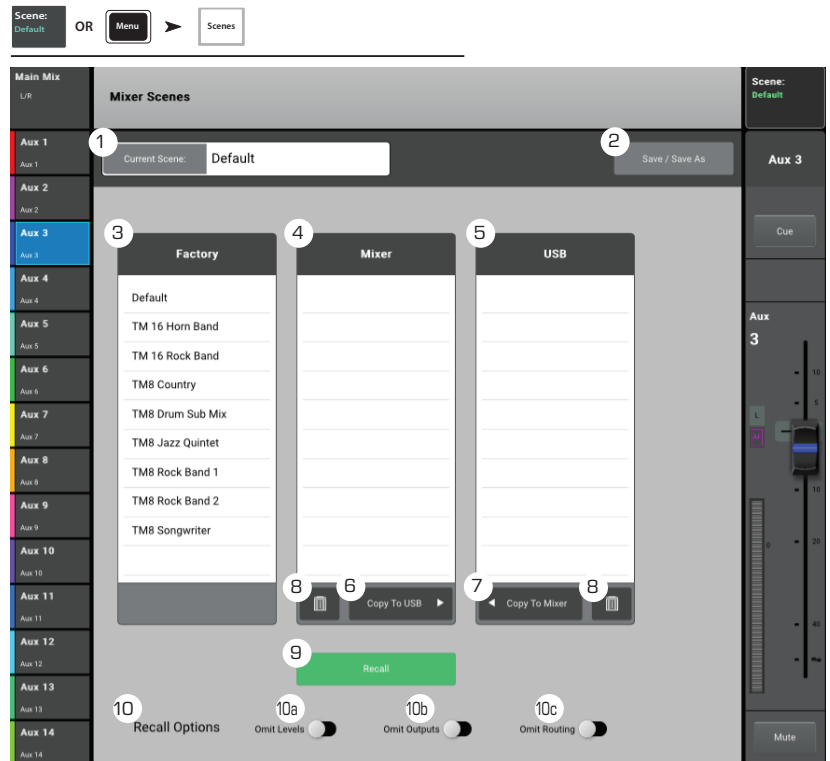 Scene:
Default
OR
Menu
Scenes
Main Mix
L/R
Mixer Scenes
Scene:
Default
1
Current Scene:
Default
2
Save / Save As
Aux 1
Aux 1
Aux 2
Aux 2
Aux 3
Aux 3
Aux 4
Aux 4
Aux 5
Aux 5
Aux 6
Aux 6
Aux 7
Aux 7
Aux 8
Aux 8
Aux 9
Aux 9
Aux 10
Aux 10
Aux 11
Aux 11
Aux 12
Aux 12
Aux 13
Aux 13
Aux 14
Aux 14
3
Factory
Default
TM 16 Horn Band
TM 16 Rock Band
TM8 Country
TM8 Drum Sub Mix
TM8 Jazz Quintet
TM8 Rock Band 1
TM8 Rock Band 2
TM8 Songwriter
4
Mixer
8
6
Copy To USB
5
USB
7
Copy To Mixer
8
9
Recall
10
Recall Options
10a
Omit Levels
10b
Omit Outputs
10c
Omit Routing
Aux 3
Cue
Aux
3
10
5
L
AF
10
0
20
40
-∞
Mute